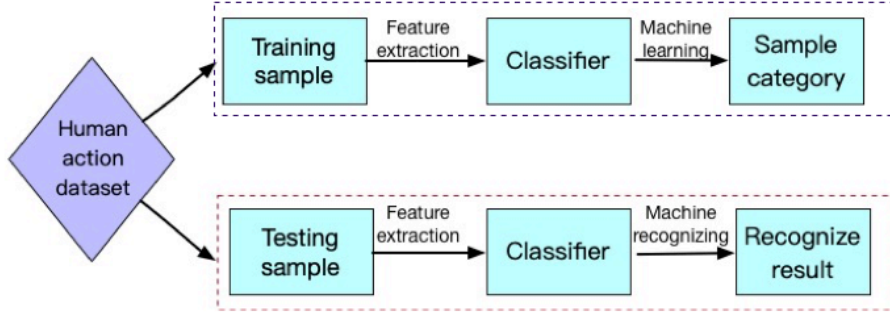 Human
action
dataset
Training
sample
Feature
extraction
Classifier
Machine
learning
Sample
category
Testing
sample
Feature
extraction
Classifier
Machine
recognizing
Recognize
result